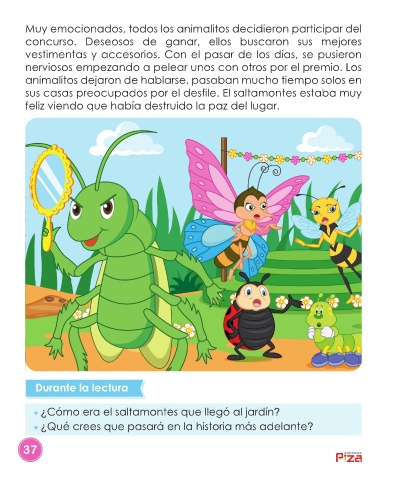 Muy emocionados, todos los animalitos decidieron participar del
concurso. Deseosos de ganar, ellos buscaron sus mejores
vestimentas y accesorios. Con el pasar de los días, se pusieron
nerviosos empezando a pelear unos con otros por el premio. Los
animalitos dejaron de hablarse, pasaban mucho tiempo solos en
sus casas preocupados por el desfile. El saltamontes estaba muy
feliz viendo que había destruido la paz del lugar.
Durante la lectura
¿Cómo era el saltamontes que llegó al jardín?
¿Qué crees que pasará en la historia más adelante?
37
P!za